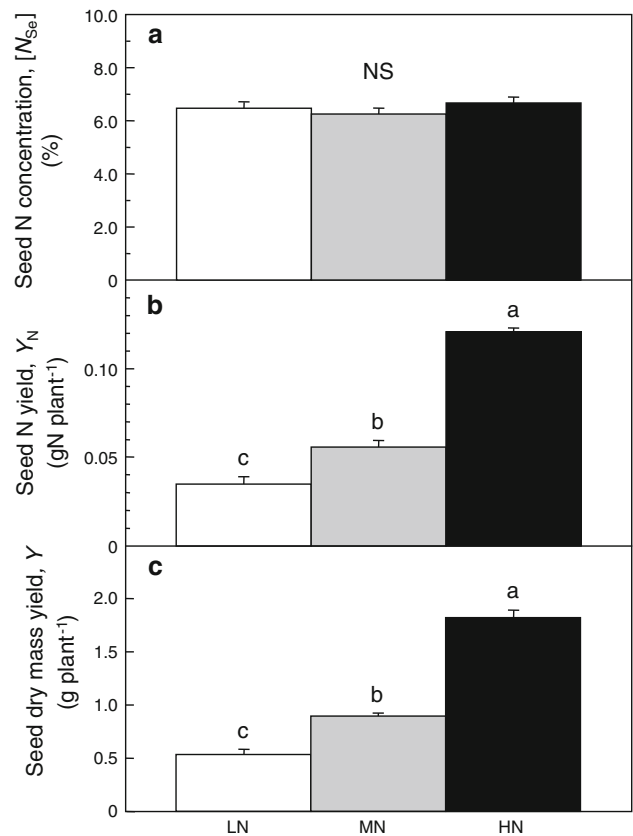 Seed N concentration, [N_Se]
(%)
10.0
8.0
6.0
4.0
2.0
0
a
NS
Seed N yield, Y_N
(gN plant⁻¹)
0.10
0.05
0
b
c
b
a
Seed dry mass yield, Y
(g plant⁻¹)
2.0
1.5
1.0
0.5
0
c
c
b
a
LN MN HN